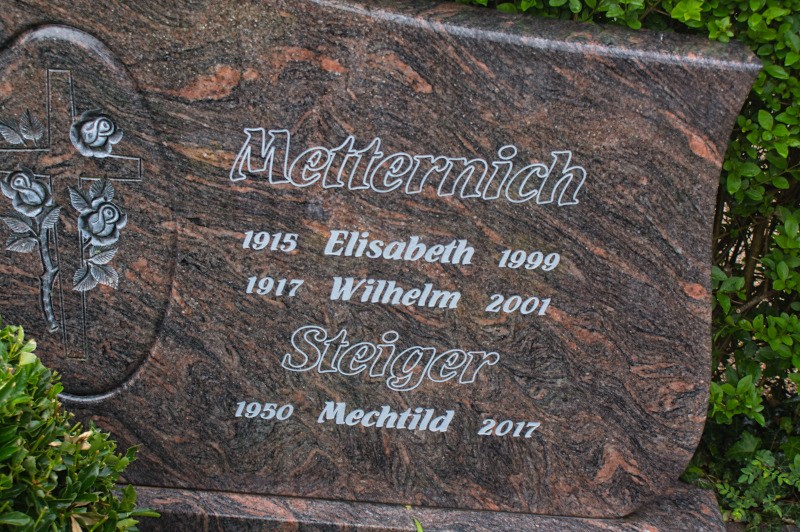 Metternich
1915 Elisabeth 1999
1917 Wilhelm 2001
Steiger
1950 Mechtild 2017